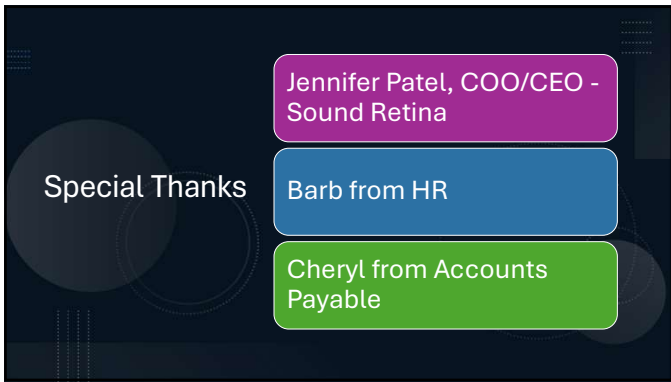 Special Thanks
Jennifer Patel, COO/CEO -
Sound Retina
Barb from HR
Cheryl from Accounts
Payable